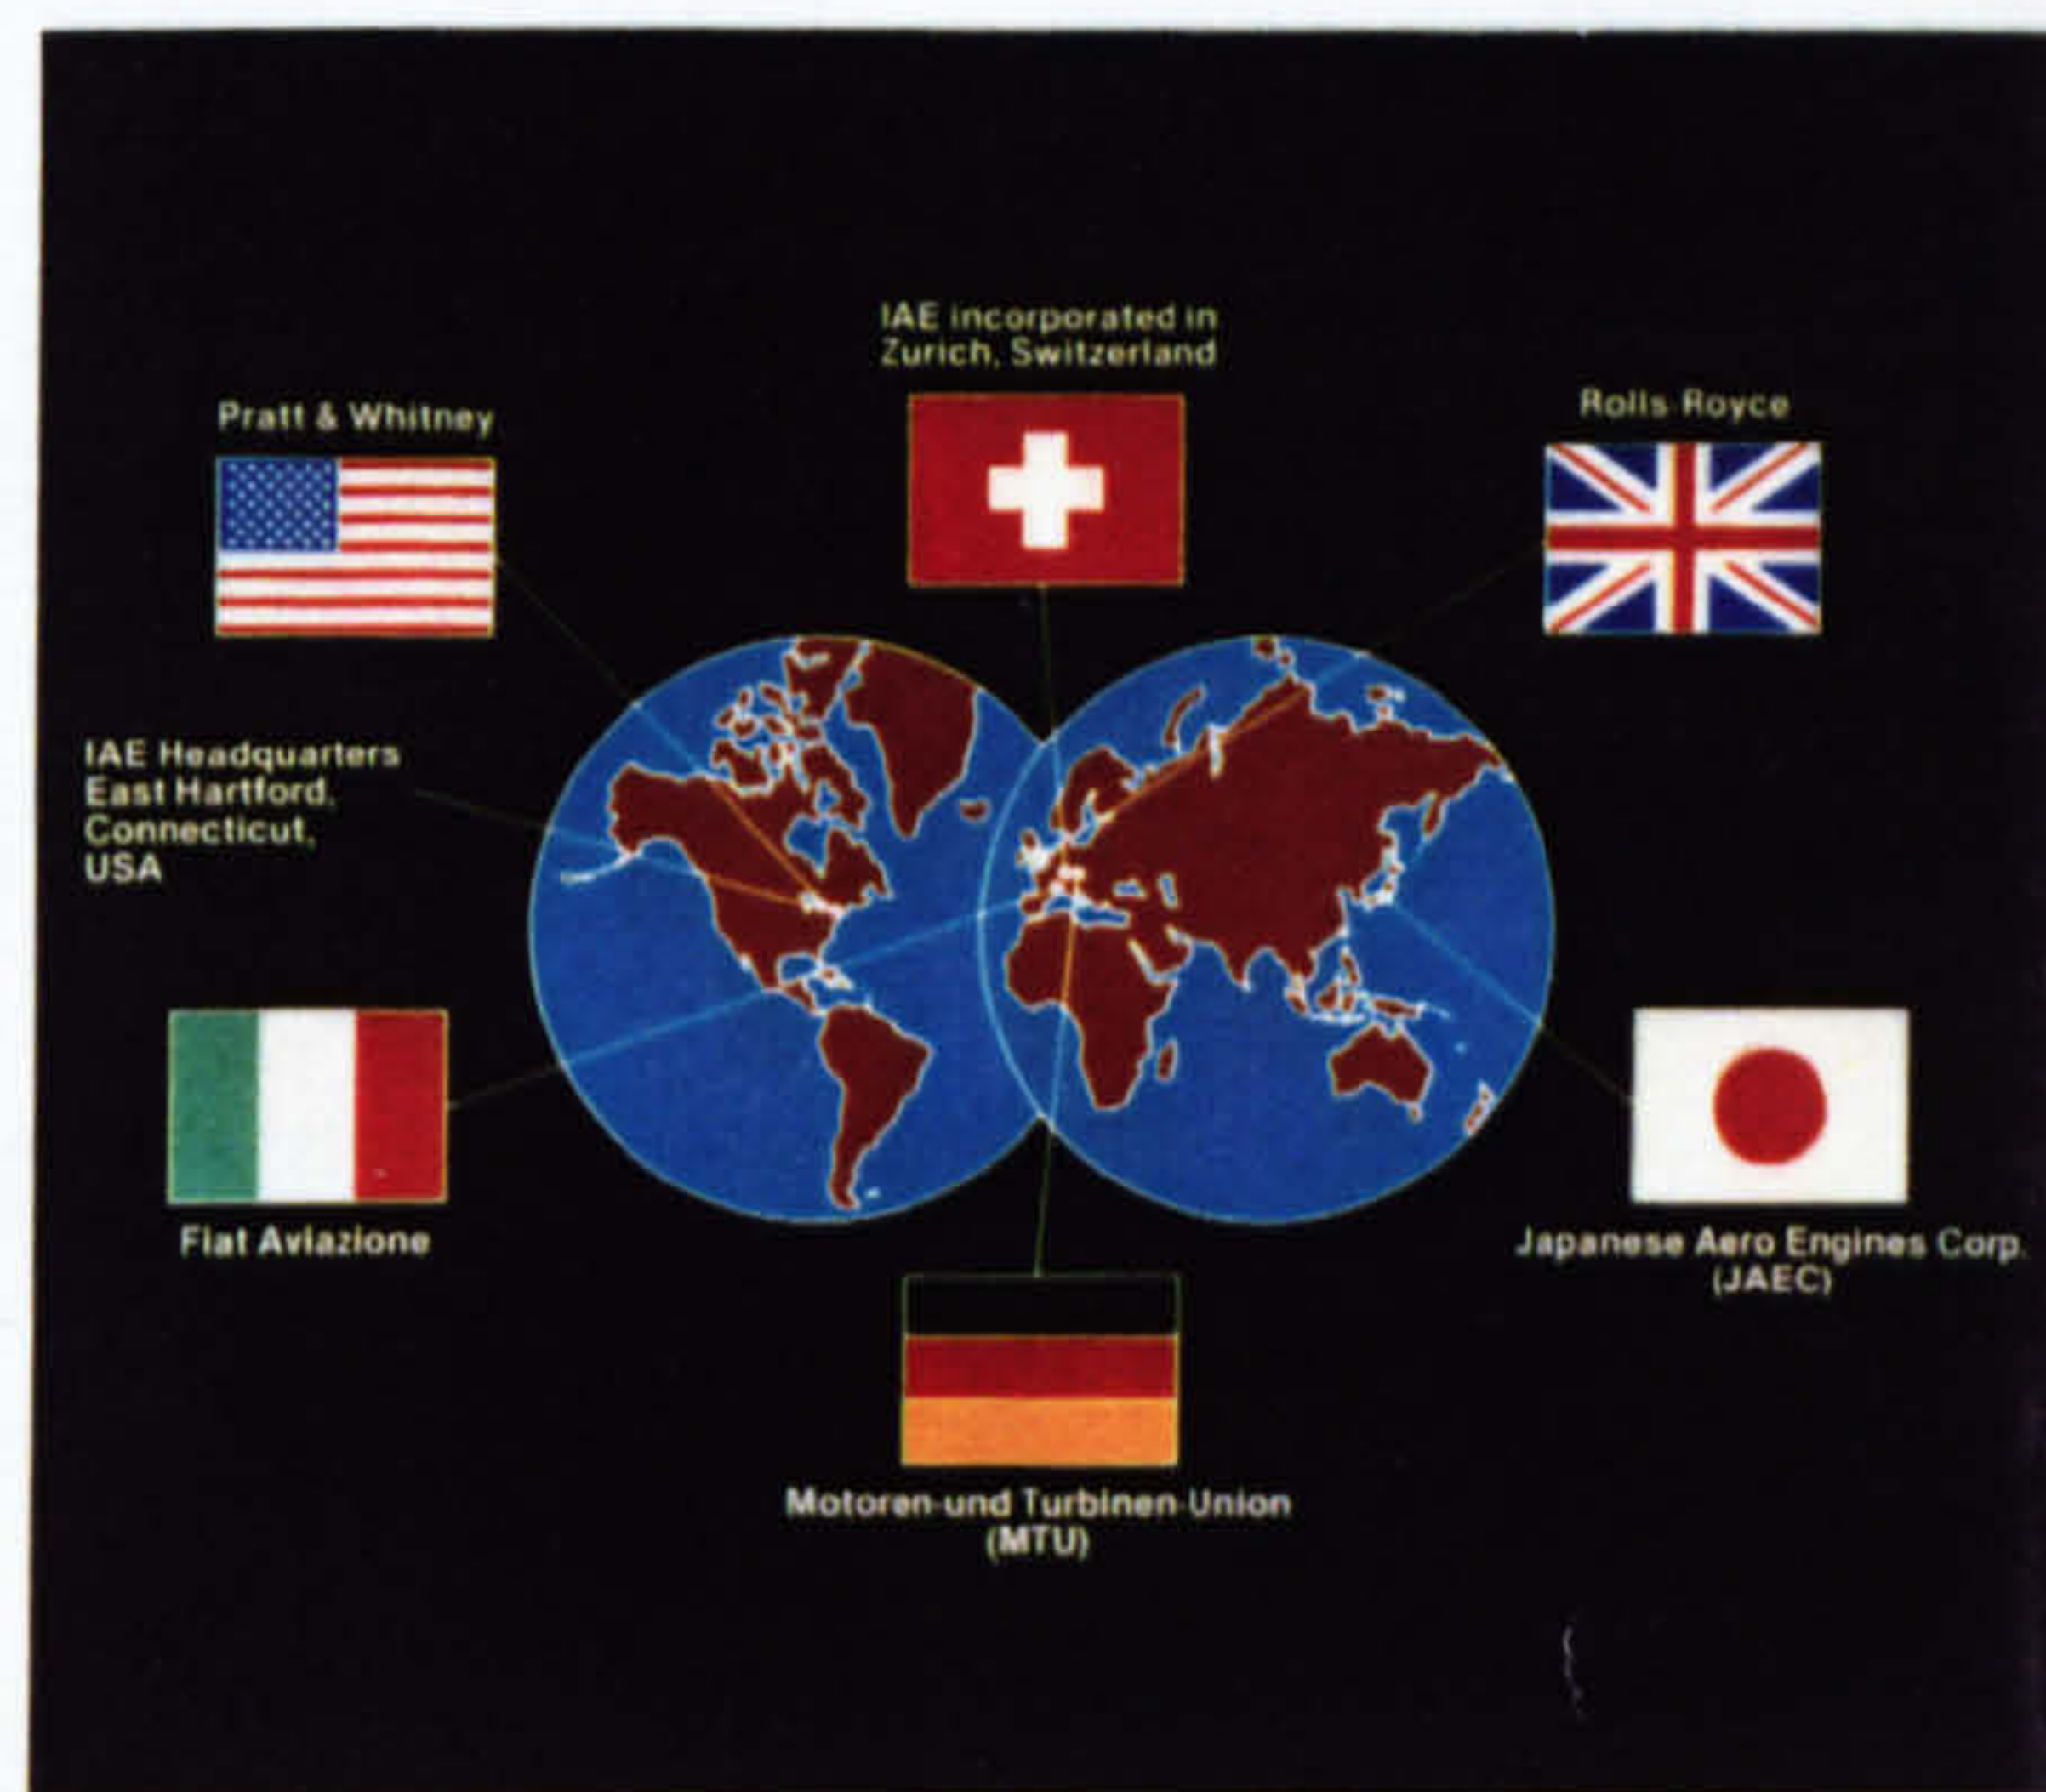 IAE incorporated in
Zurich, Switzerland
Pratt & Whitney
Rolls-Royce
IAE Headquarters
East Hartford,
Connecticut,
USA
Fiat Aviazione
Japanese Aero Engines Corp.
(JAEC)
Motoren-und Turbinen-Union
(MTU)